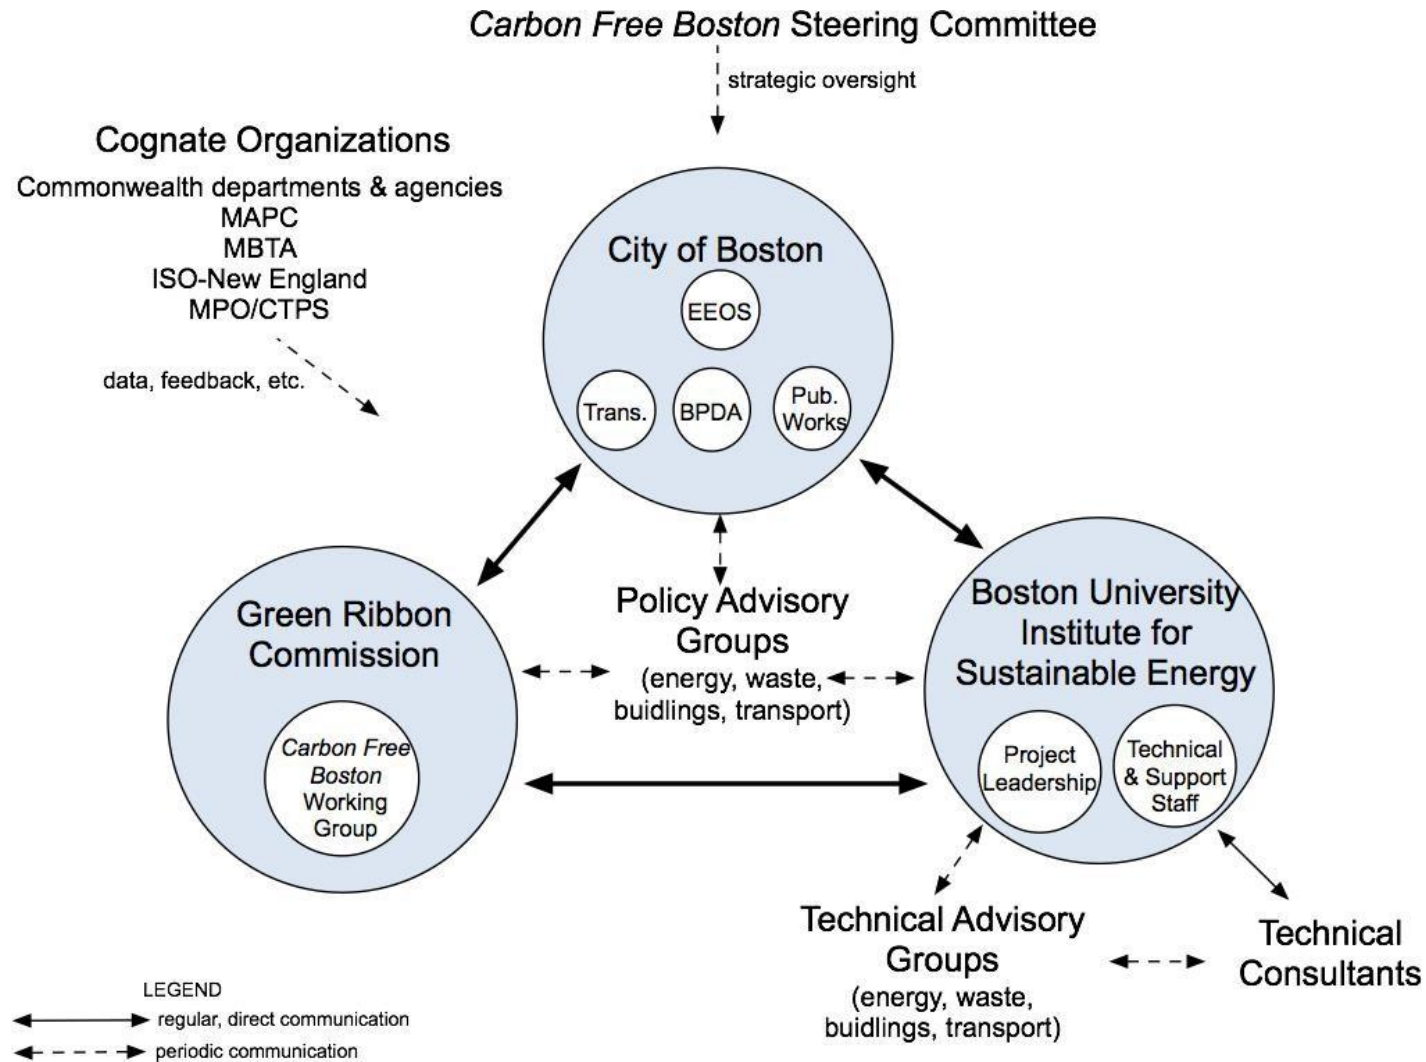 Carbon Free Boston Steering Committee
strategic oversight
Cognate Organizations
Commonwealth departments & agencies
MAPC
MBTA
ISO-New England
MPO/CTPS
data, feedback, etc.
City of Boston
EEOS
Trans.
BPDA
Pub.
Works
Green Ribbon
Commission
Carbon Free
Boston
Working
Group
Policy Advisory
Groups
(energy, waste,
buidlings, transport)
Boston University
Institute for
Sustainable Energy
Project
Leadership
Technical
& Support
Staff
Technical Advisory
Groups
(energy, waste,
buidlings, transport)
Technical
Consultants
LEGEND
regular, direct communication
periodic communication